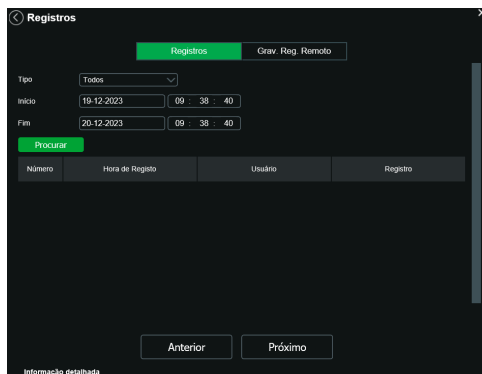 Registros
Registros Grav. Reg. Remoto
Tipo Todos
Início 19-12-2023 09 : 38 : 40
Fim 20-12-2023 09 : 38 : 40
Procurar
Número Hora de Registo Usuário Registro
Anterior Próximo
Informação detalhada